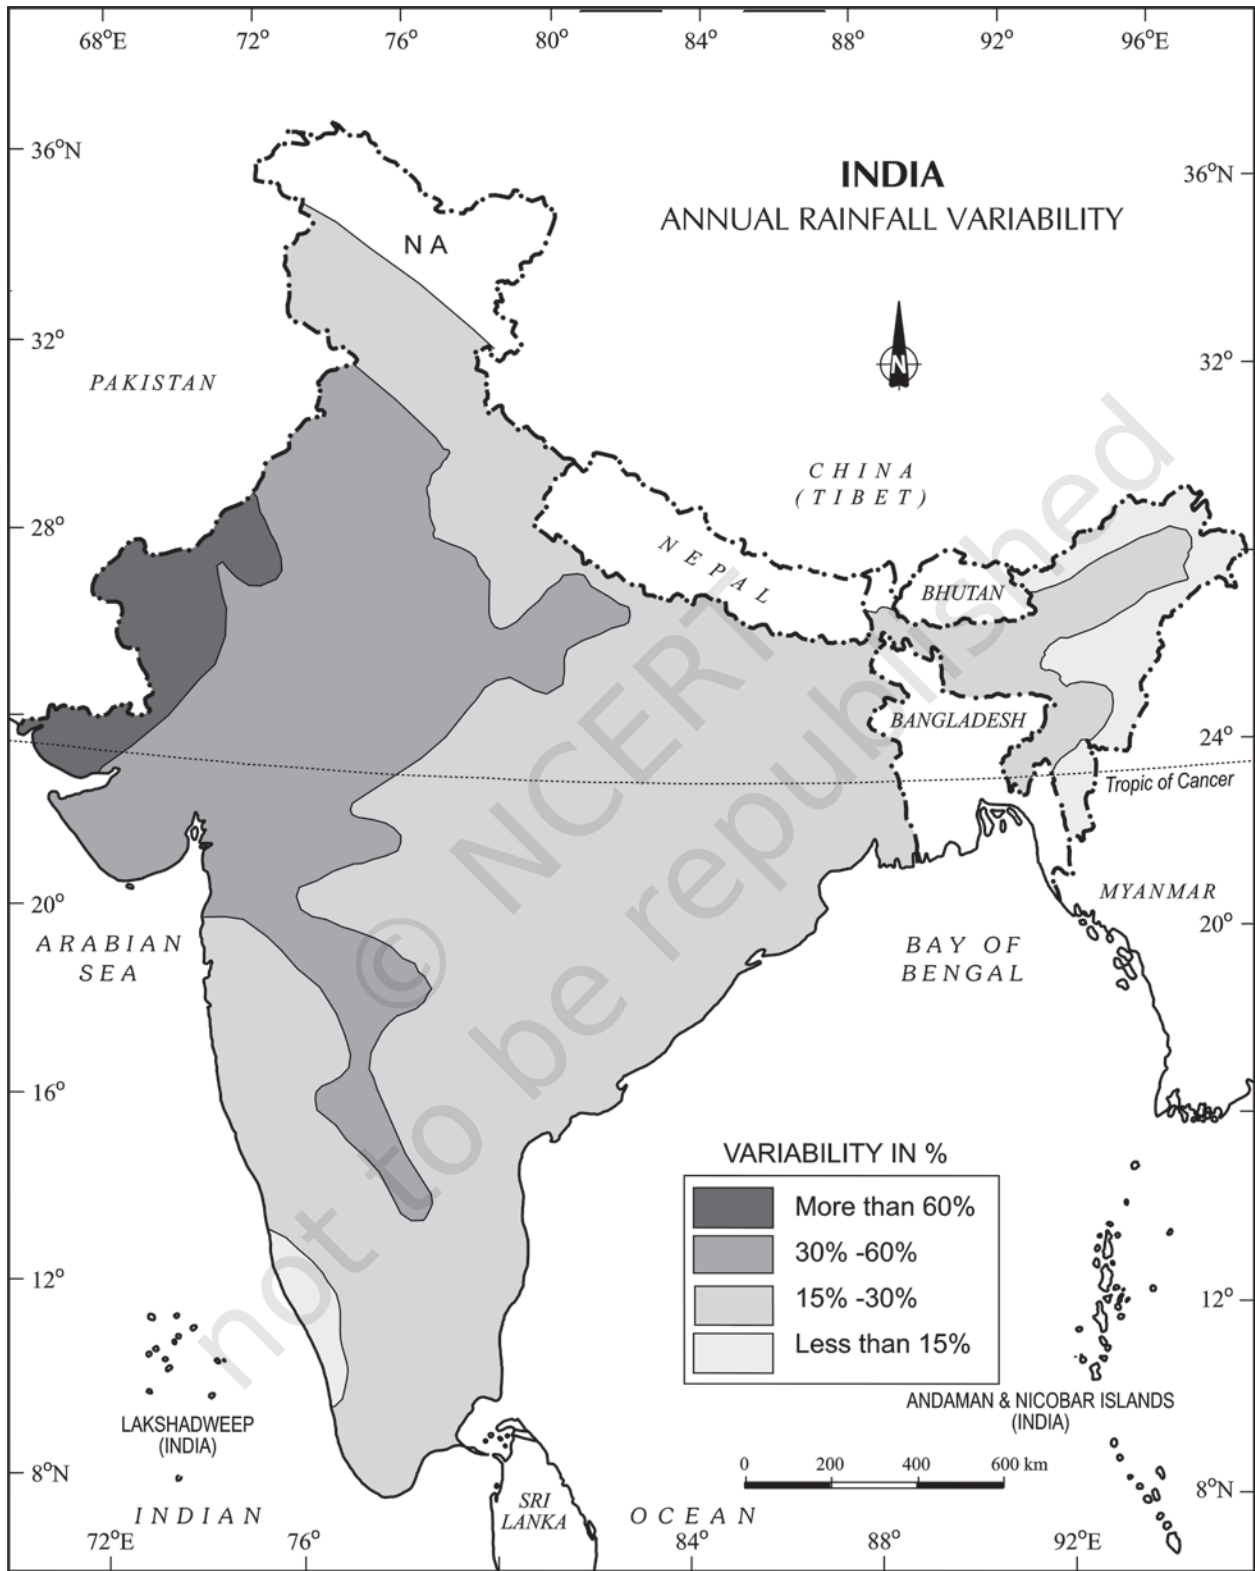 68°E 72° 76° 80° 84° 88° 92° 96°E
36°N
INDIA
36°N
ANNUAL RAINFALL VARIABILITY
N A
N
32°
32°
PAKISTAN
CHINA
(TIBET)
28°
NEPAL
BHUTAN
BANGLADESH
24°
Tropic of Cancer
MYANMAR
20°
20°
ARABIAN
SEA
BAY OF
BENGAL
© NCERT
not to be republished
16°
VARIABILITY IN %
More than 60%
30% -60%
15% -30%
Less than 15%
12°
12°
LAKSHADWEEP
(INDIA)
ANDAMAN & NICOBAR ISLANDS
(INDIA)
0 200 400 600 km
8°N
8°N
SRI
LANKA
INDIAN OCEAN
72°E 76° 84° 88° 92°E